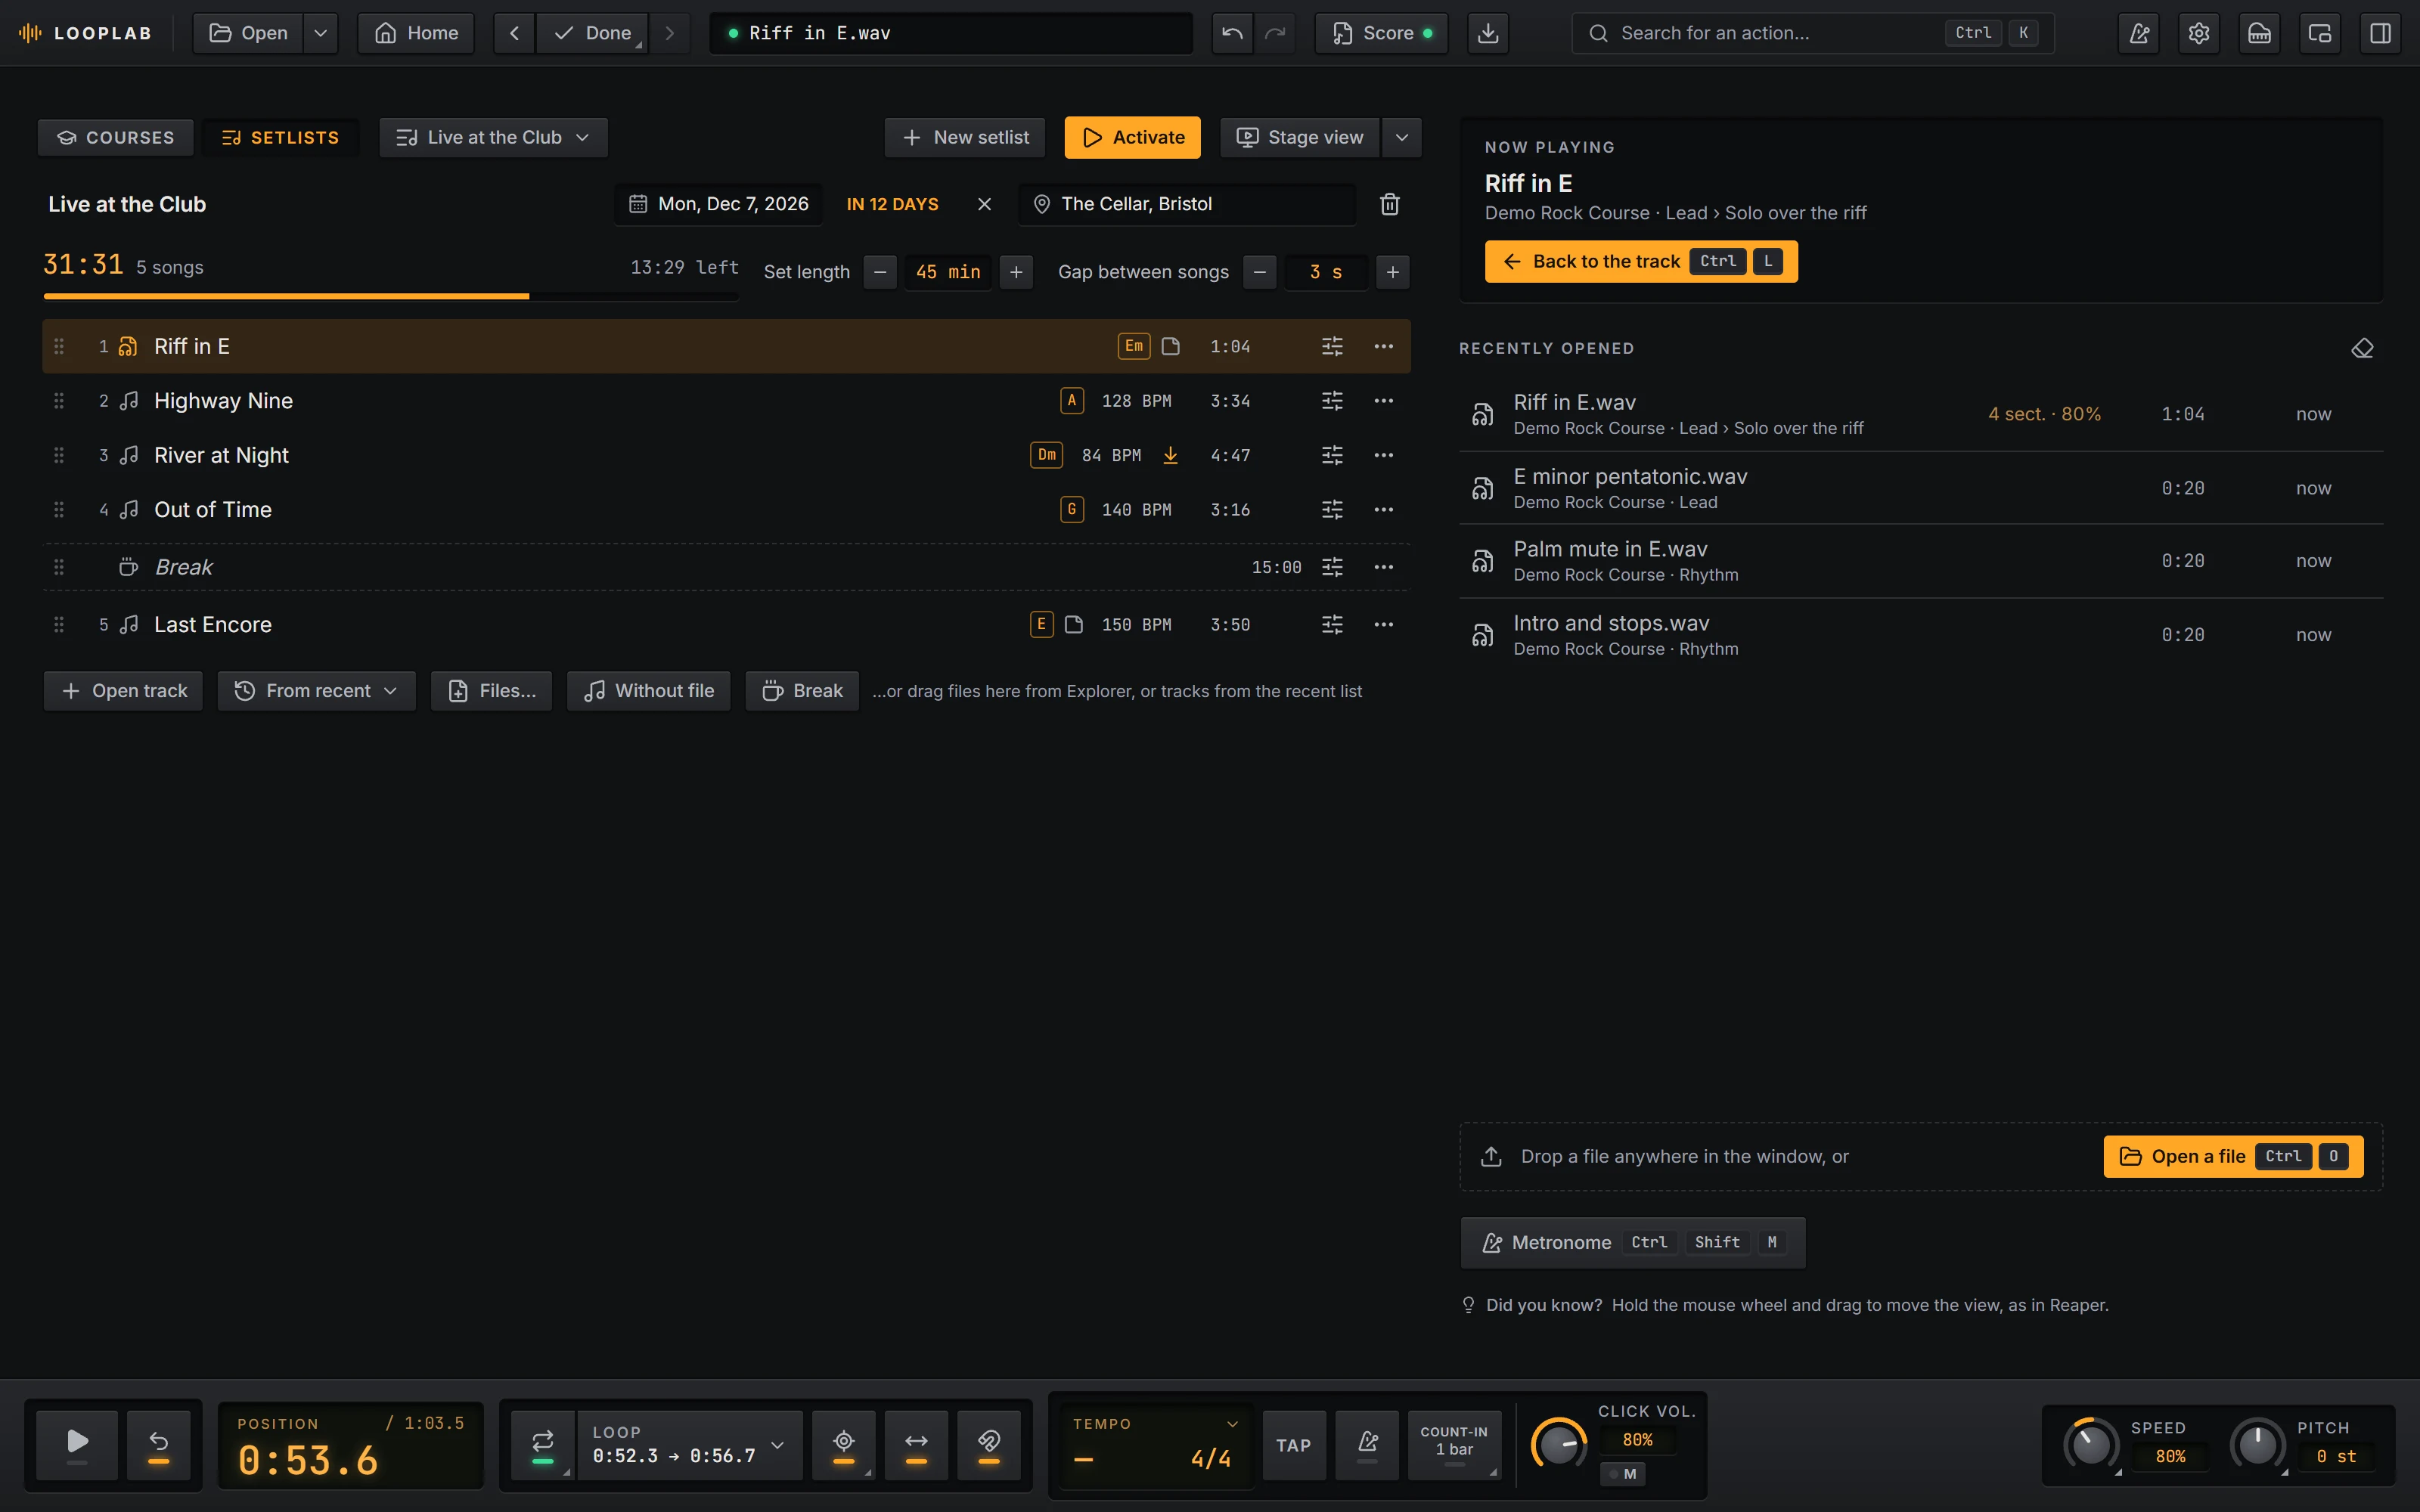 LOOPLAB Open Home Done Riff in E.wav Score Search for an action... Ctrl K
COURSES SETLISTS Live at the Club New setlist Activate Stage view
Live at the Club Mon, Dec 7, 2026 IN 12 DAYS The Cellar, Bristol
31:31 5 songs 13:29 left Set length 45 min Gap between songs 3 s
1 Riff in E Em 1:04
2 Highway Nine A 128 BPM 3:34
3 River at Night Dm 84 BPM 4:47
4 Out of Time G 140 BPM 3:16
Break 15:00
5 Last Encore E 150 BPM 3:50
Open track From recent Files... Without file Break ...or drag files here from Explorer, or tracks from the recent list
NOW PLAYING
Riff in E
Demo Rock Course · Lead › Solo over the riff
Back to the track Ctrl L
RECENTLY OPENED
Riff in E.wav 4 sect. · 80% 1:04 now
Demo Rock Course · Lead › Solo over the riff
E minor pentatonic.wav 0:20 now
Demo Rock Course · Lead
Palm mute in E.wav 0:20 now
Demo Rock Course · Rhythm
Intro and stops.wav 0:20 now
Demo Rock Course · Rhythm
Drop a file anywhere in the window, or Open a file Ctrl O
Metronome Ctrl Shift M
Did you know? Hold the mouse wheel and drag to move the view, as in Reaper.
POSITION / 1:03.5
0:53.6
LOOP
0:52.3 → 0:56.7
TEMPO
– 4/4
TAP
COUNT-IN
1 bar
CLICK VOL.
80%
M
SPEED
80%
PITCH
0 st